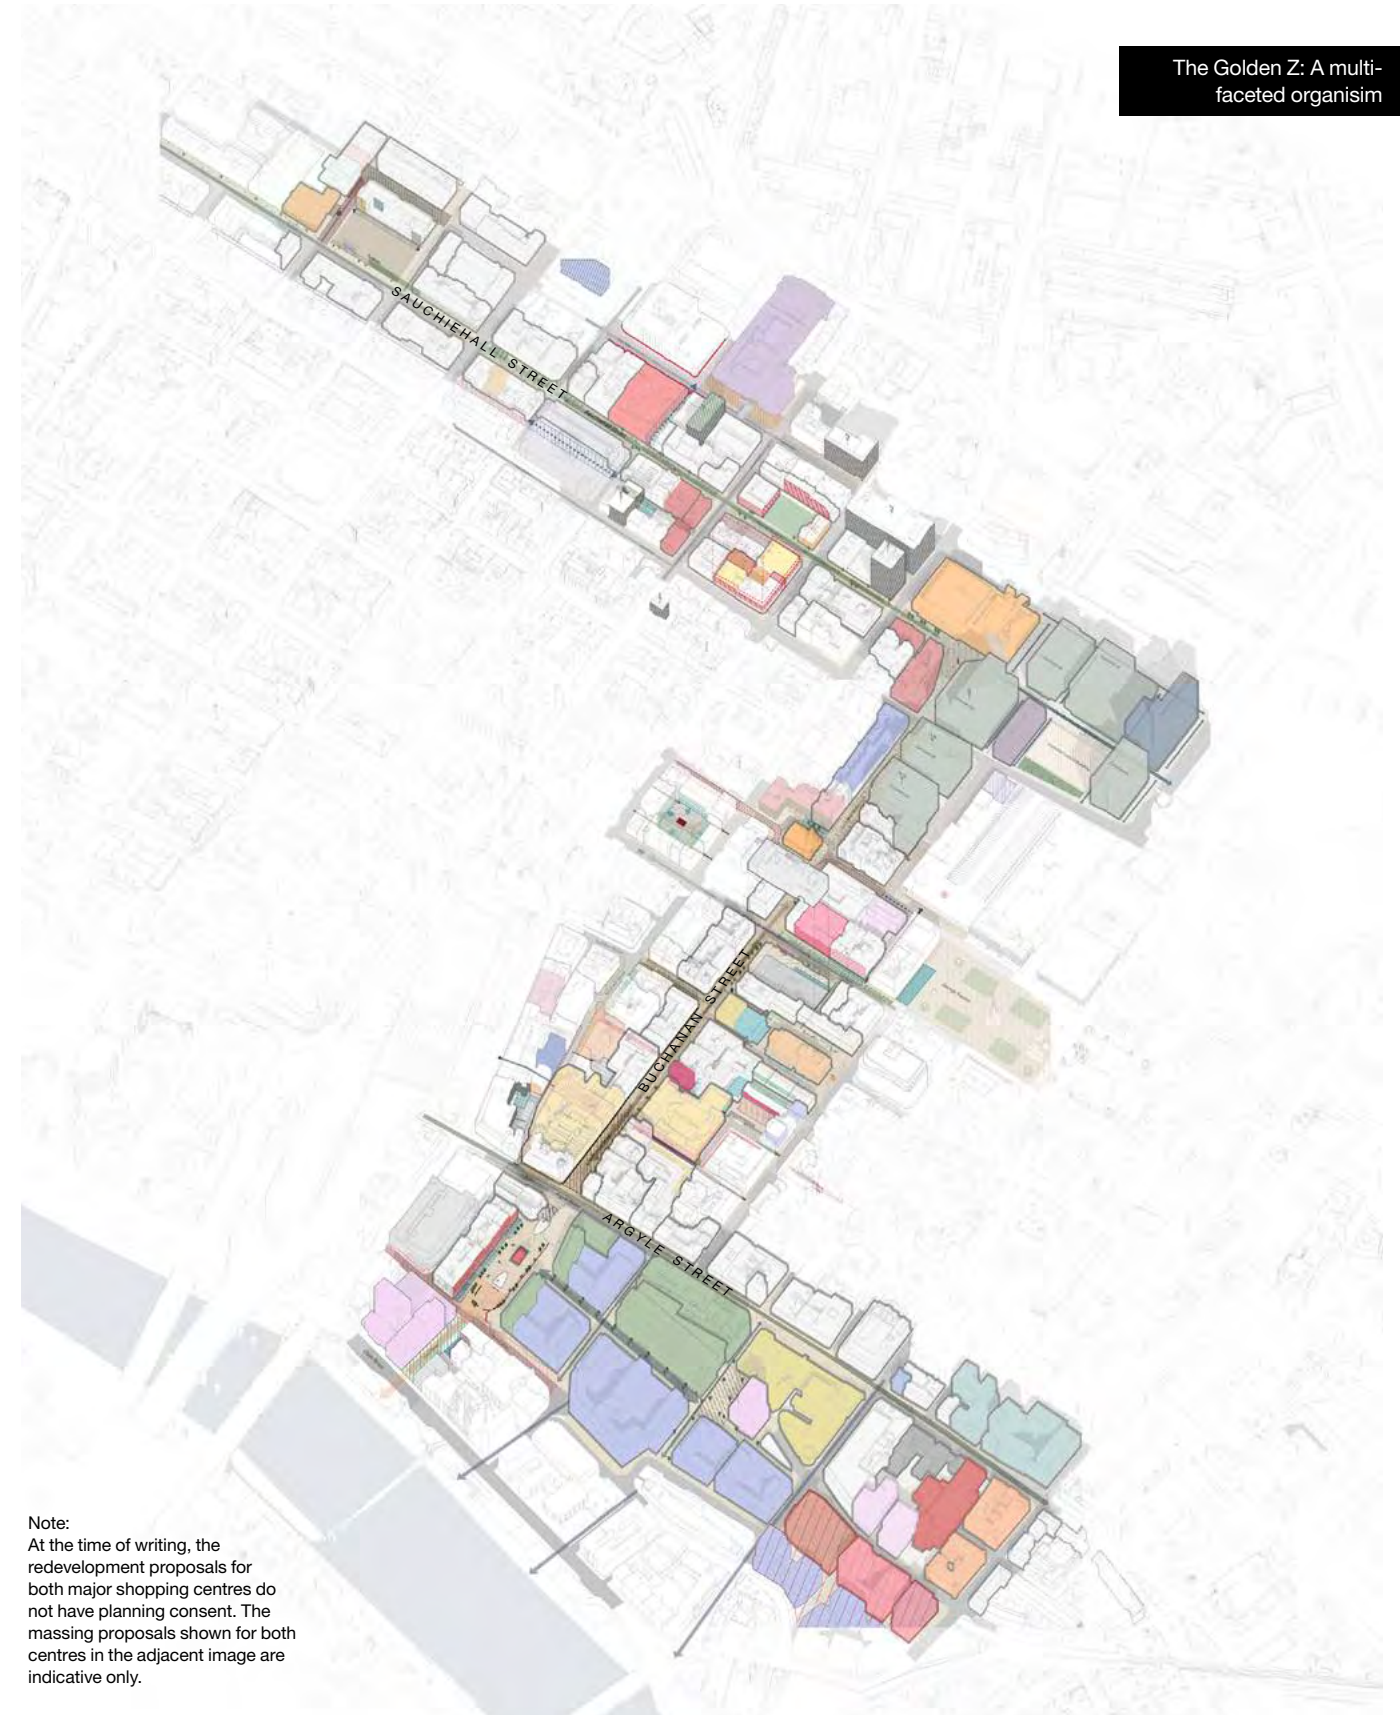 The Golden Z: A multi-
faceted organisim
SAUCHIEHALL STREET
BUCHANAN STREET
ARGYLE STREET
Note:
At the time of writing, the
redevelopment proposals for
both major shopping centres do
not have planning consent. The
massing proposals shown for both
centres in the adjacent image are
indicative only.